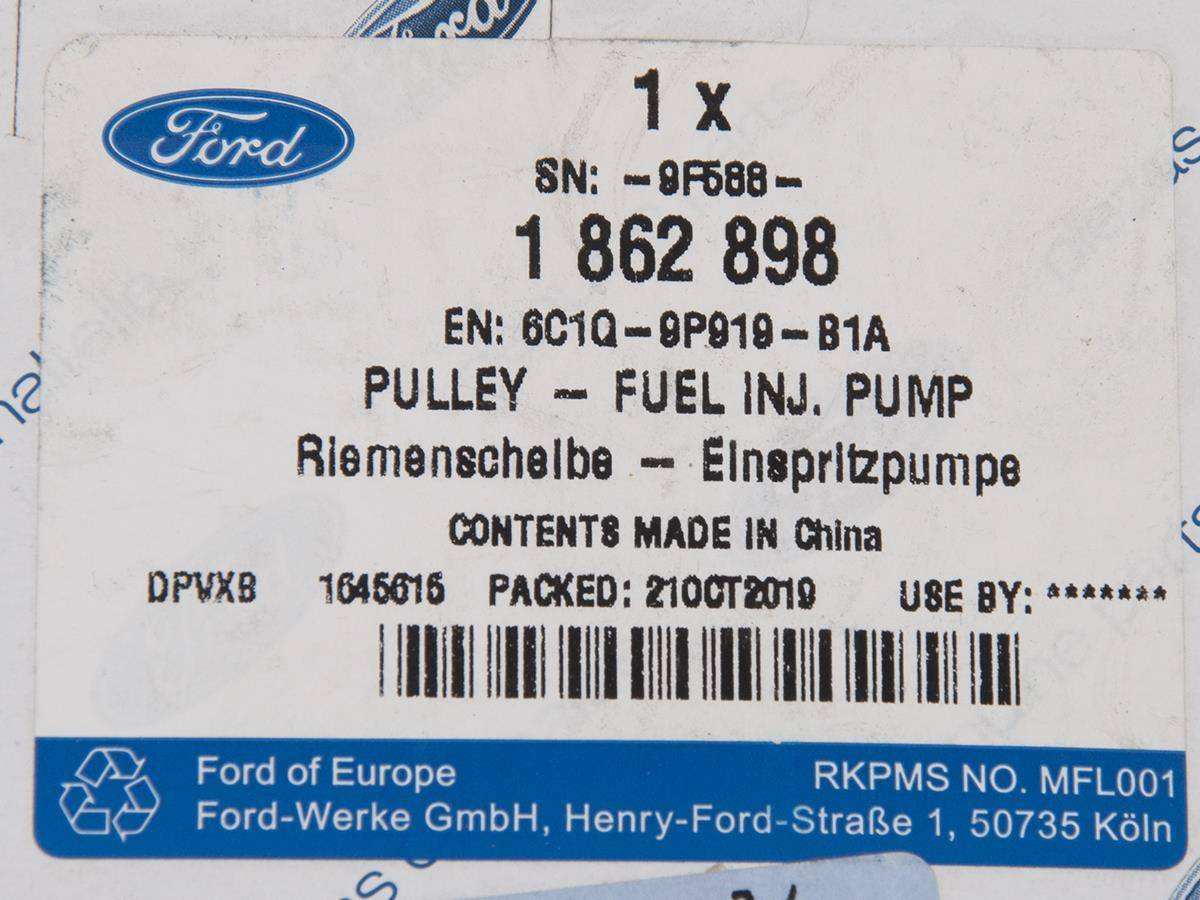 Ford
1 x
SN: -9F588-
1 862 898
EN: 6C1Q-9P919-B1A
PULLEY - FUEL INJ. PUMP
Riemenscheibe - Einspritzpumpe
CONTENTS MADE IN China
DPVXB 1645615 PACKED: 21OCT2019 USE BY: *******
Ford of Europe RKPMS NO. MFL001
Ford-Werke GmbH, Henry-Ford-Straße 1, 50735 Köln